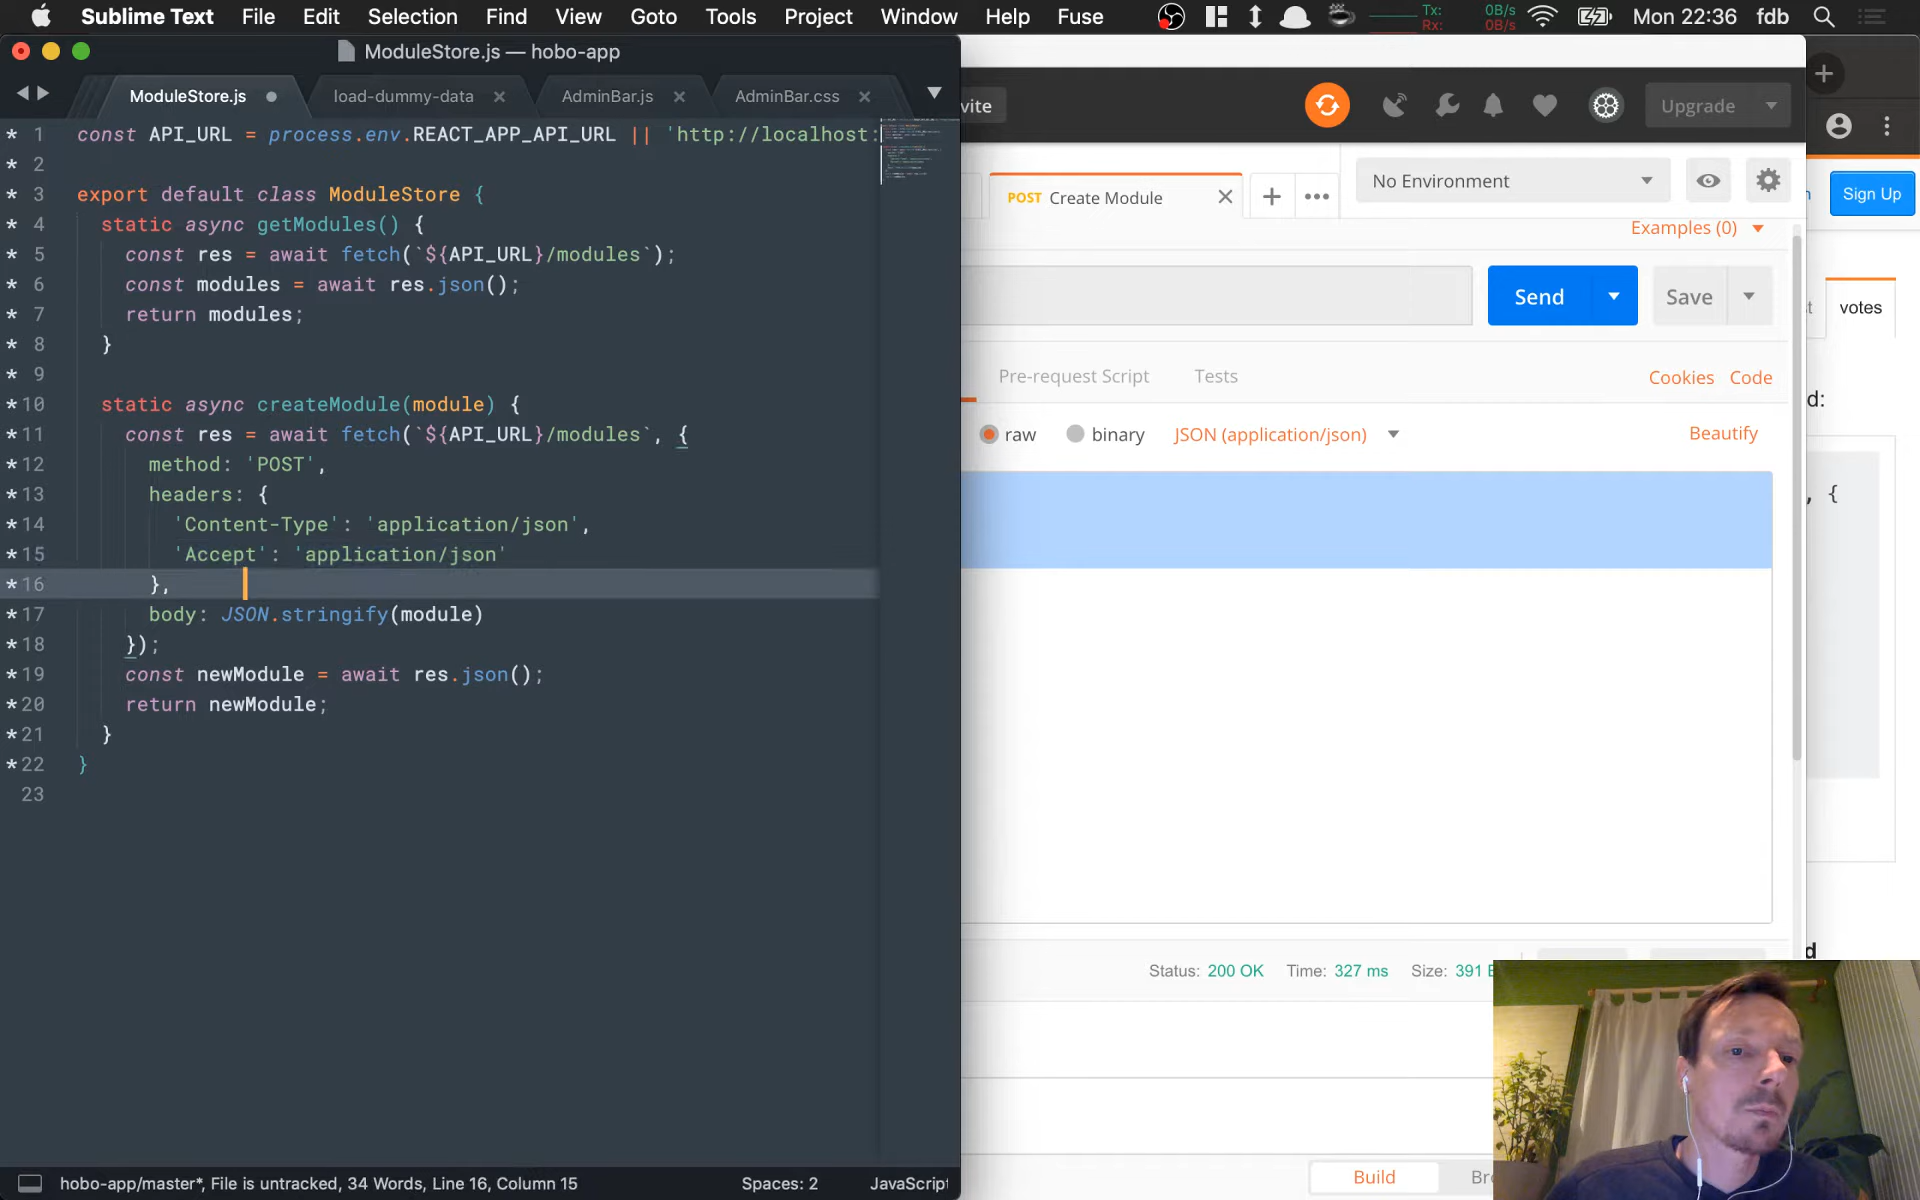 Sublime Text File Edit Selection Find View Goto Tools Project Window Help Fuse Tx: 0B/s Rx: 0B/s Mon 22:36 fdb
ModuleStore.js — hobo-app
ModuleStore.js load-dummy-data AdminBar.js AdminBar.css
* 1 const API_URL = process.env.REACT_APP_API_URL || 'http://localhost:
* 2
* 3 export default class ModuleStore {
* 4 static async getModules() {
* 5 const res = await fetch(`${API_URL}/modules`);
* 6 const modules = await res.json();
* 7 return modules;
* 8 }
* 9
*10 static async createModule(module) {
*11 const res = await fetch(`${API_URL}/modules`, {
*12 method: 'POST',
*13 headers: {
*14 'Content-Type': 'application/json',
*15 'Accept': 'application/json'
*16 },
*17 body: JSON.stringify(module)
*18 });
*19 const newModule = await res.json();
*20 return newModule;
*21 }
*22 }
23
hobo-app/master*, File is untracked, 34 Words, Line 16, Column 15 Spaces: 2 JavaScript
vite Upgrade
POST Create Module No Environment
Examples (0)
Send Save
Pre-request Script Tests Cookies Code
raw binary JSON (application/json) Beautify
Status: 200 OK Time: 327 ms Size: 391
Build
Sign Up
votes
d:
, {